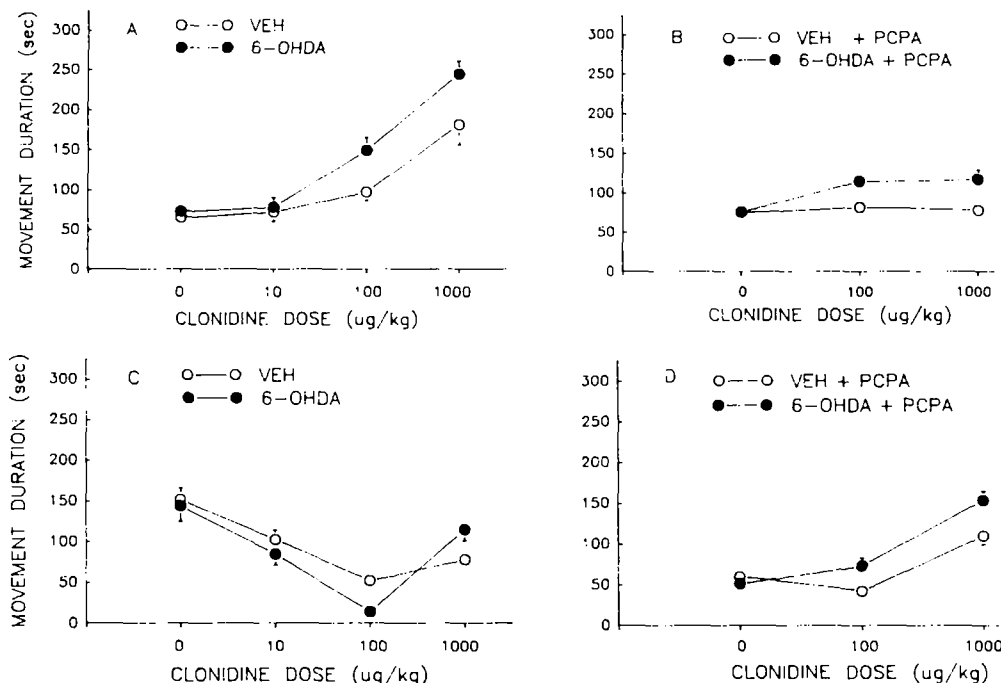 A
VEH
6-OHDA
MOVEMENT DURATION (sec)
300
250
200
150
100
50
0
0 10 100 1000
CLONIDINE DOSE (ug/kg)
B
VEH + PCPA
6-OHDA + PCPA
300
250
200
150
100
50
0
0 100 1000
CLONIDINE DOSE (ug/kg)
C
VEH
6-OHDA
MOVEMENT DURATION (sec)
300
250
200
150
100
50
0
0 10 100 1000
CLONIDINE DOSE (ug/kg)
D
VEH + PCPA
6-OHDA + PCPA
300
250
200
150
100
50
0
0 100 1000
CLONIDINE DOSE (ug/kg)